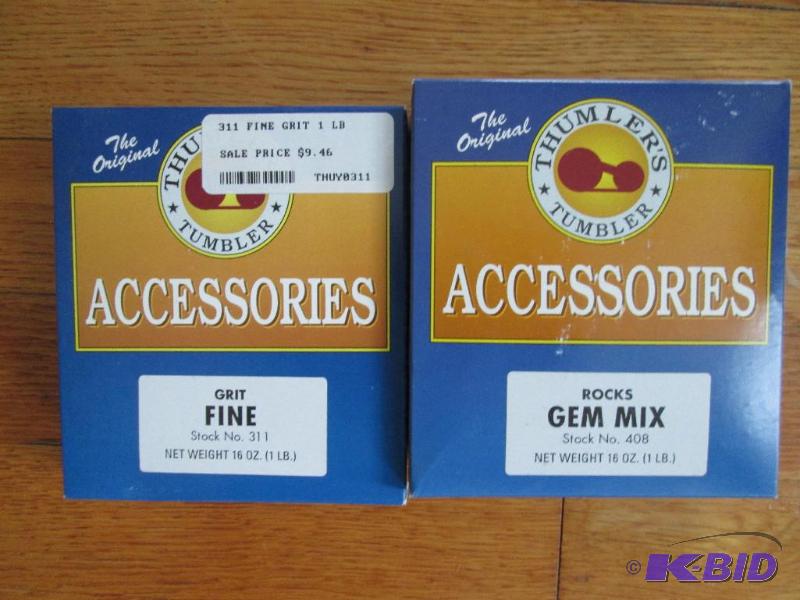 311 FINE GRIT 1 LB
SALE PRICE $9.46
THUY0311
The
Original
THUM
TUMBLER
ACCESSORIES
GRIT
FINE
Stock No. 311
NET WEIGHT 16 OZ. (1 LB.)
The
Original
THUMLER'S
TUMBLER
ACCESSORIES
ROCKS
GEM MIX
Stock No. 408
NET WEIGHT 16 OZ. (1 LB.)
© K-BID